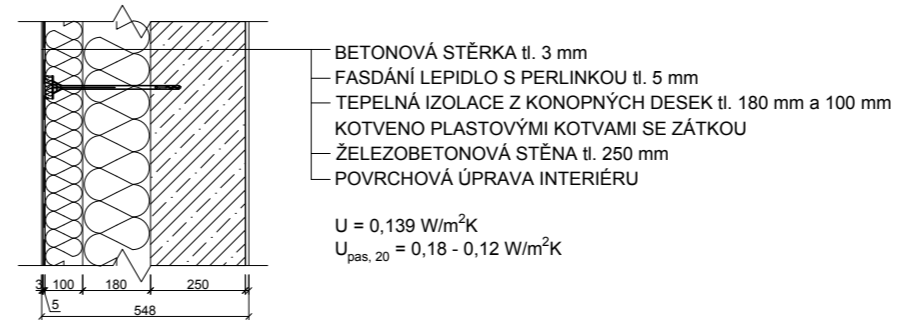 BETONOVÁ STĚRKA tl. 3 mm
FASDÁNÍ LEPIDLO S PERLINKOU tl. 5 mm
TEPELNÁ IZOLACE Z KONOPNÝCH DESEK tl. 180 mm a 100 mm
KOTVENO PLASTOVÝMI KOTVAMI SE ZÁTKOU
ŽELEZOBETONOVÁ STĚNA tl. 250 mm
POVRCHOVÁ ÚPRAVA INTERIÉRU
U = 0,139 W/m²K
U_pas, 20 = 0,18 - 0,12 W/m²K
3 100 180 250
5
548